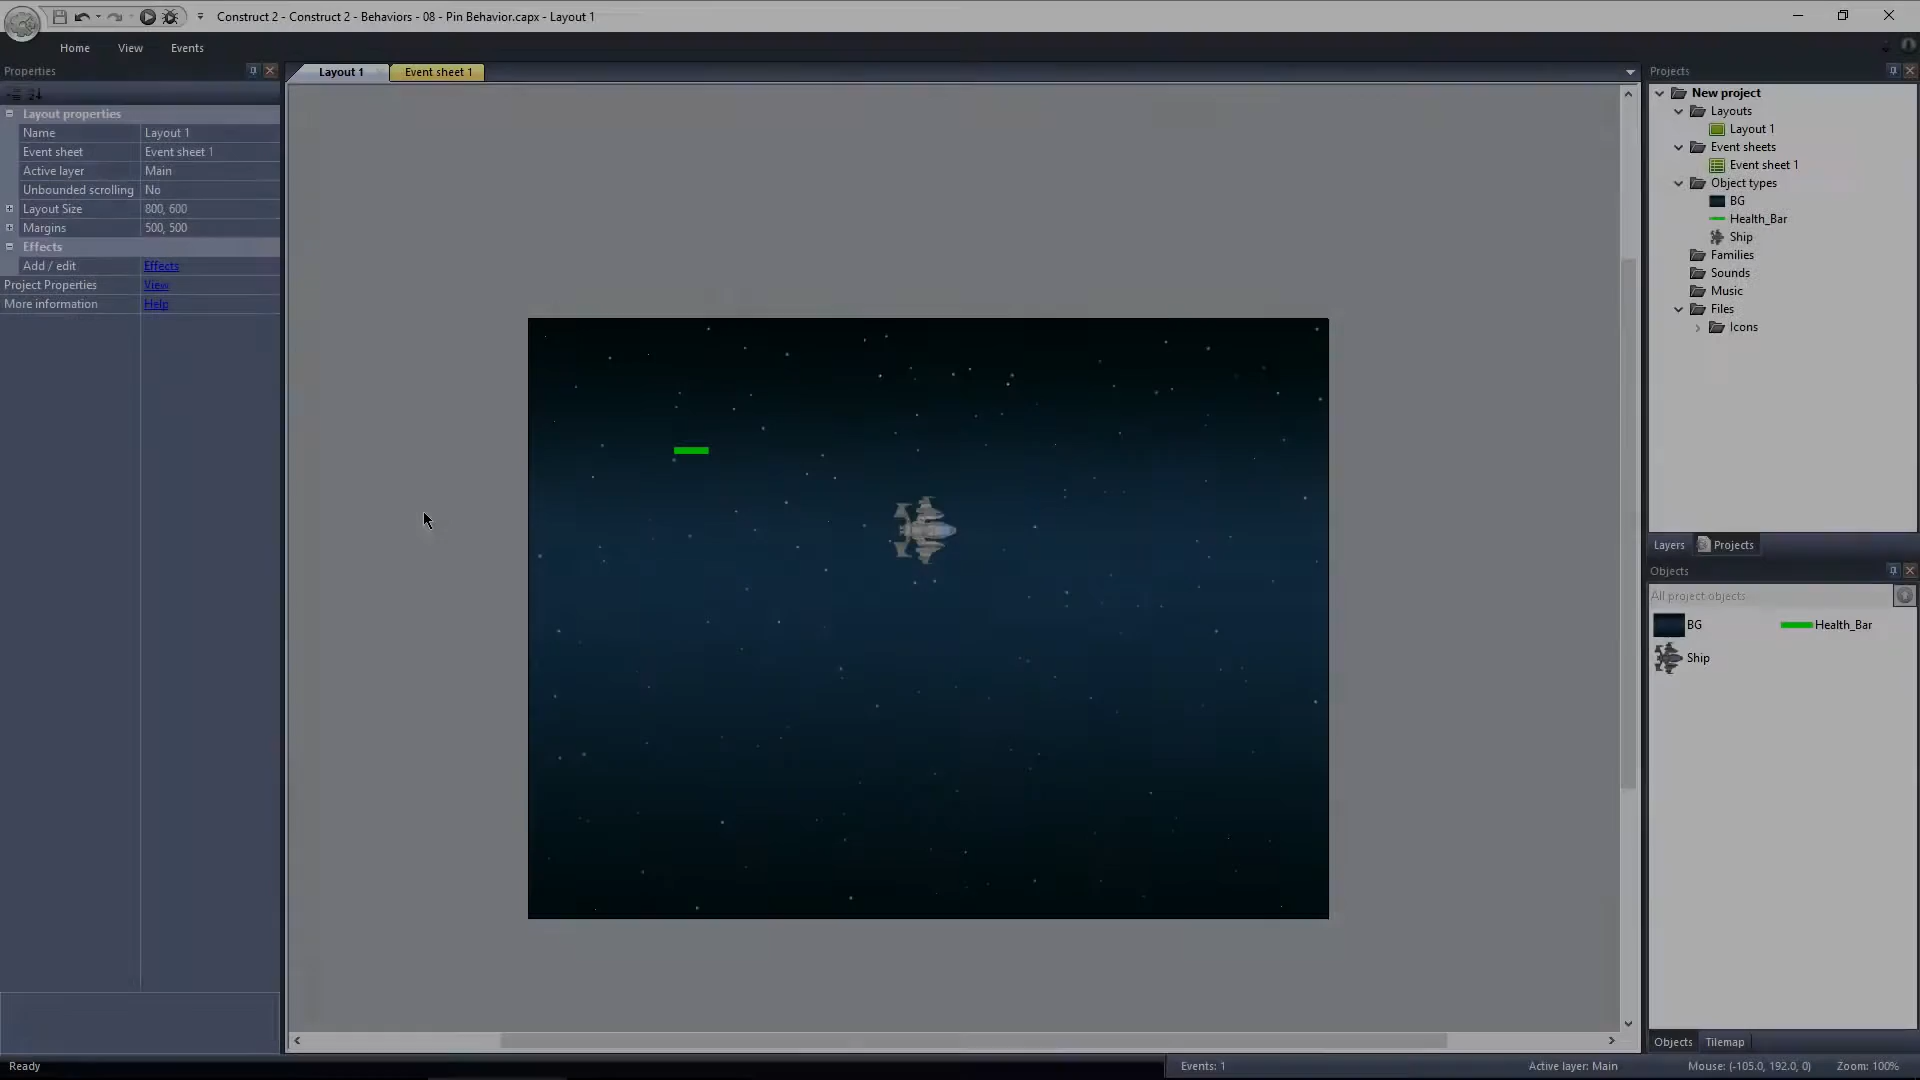 Construct 2 - Construct 2 - Behaviors - 08 - Pin Behavior.capx - Layout 1
Home View Events
Properties
Layout properties
Name Layout 1
Event sheet Event sheet 1
Active layer Main
Unbounded scrolling No
Layout Size 800, 600
Margins 500, 500
Effects
Add / edit Effects
Project Properties View
More information Help
Layout 1 Event sheet 1
Projects
New project
Layouts
Layout 1
Event sheets
Event sheet 1
Object types
BG
Health_Bar
Ship
Families
Sounds
Music
Files
Icons
Layers Projects
Objects
All project objects
BG Health_Bar
Ship
Objects Tilemap
Ready Events: 1 Active layer: Main Mouse: (-105.0, 192.0, 0) Zoom: 100%